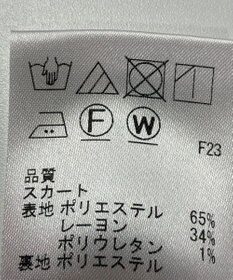 F
W
F23
品質
スカート
表地 ポリエステル 65%
レーヨン 34%
ポリウレタン 1%
裏地 ポリエステル